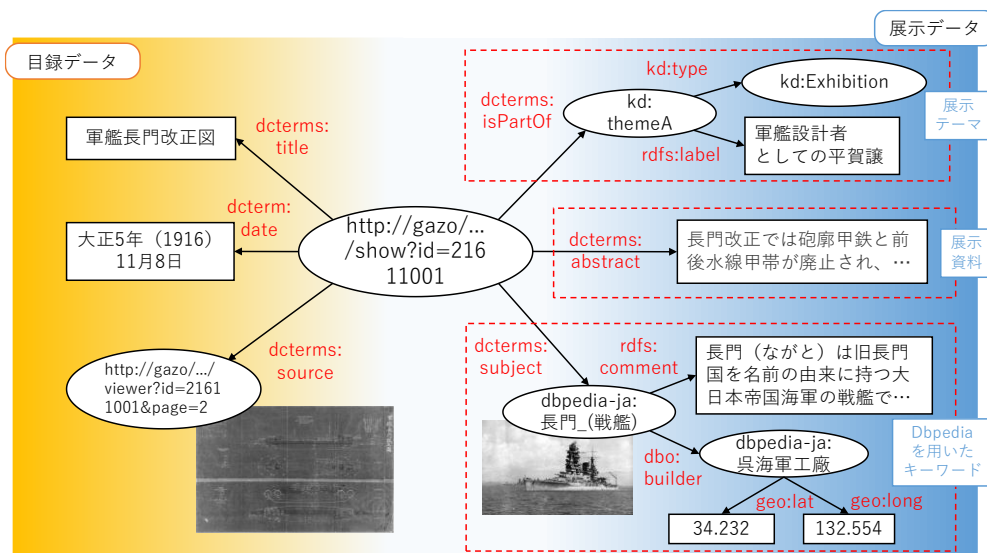 展示データ
目録データ
軍艦長門改正図
dcterms:
title
大正5年（1916）
11月8日
dcterm:
date
http://gazo/.../
viewer?id=2161
1001&page=2
dcterms:
source
http://gazo/...
/show?id=216
11001
dcterms:
isPartOf
kd:
themeA
kd:type
kd:Exhibition
rdfs:label
軍艦設計者
としての平賀譲
展示
テーマ
dcterms:
abstract
長門改正では砲廓甲鉄と前
後水線甲帯が廃止され、…
展示
資料
dcterms:
subject
dbpedia-ja:
長門_(戦艦)
rdfs:
comment
長門（ながと）は旧長門
国を名前の由来に持つ大
日本帝国海軍の戦艦で…
dbo:
builder
dbpedia-ja:
呉海軍工廠
Dbpedia
を用いた
キーワード
geo:lat
geo:long
34.232
132.554